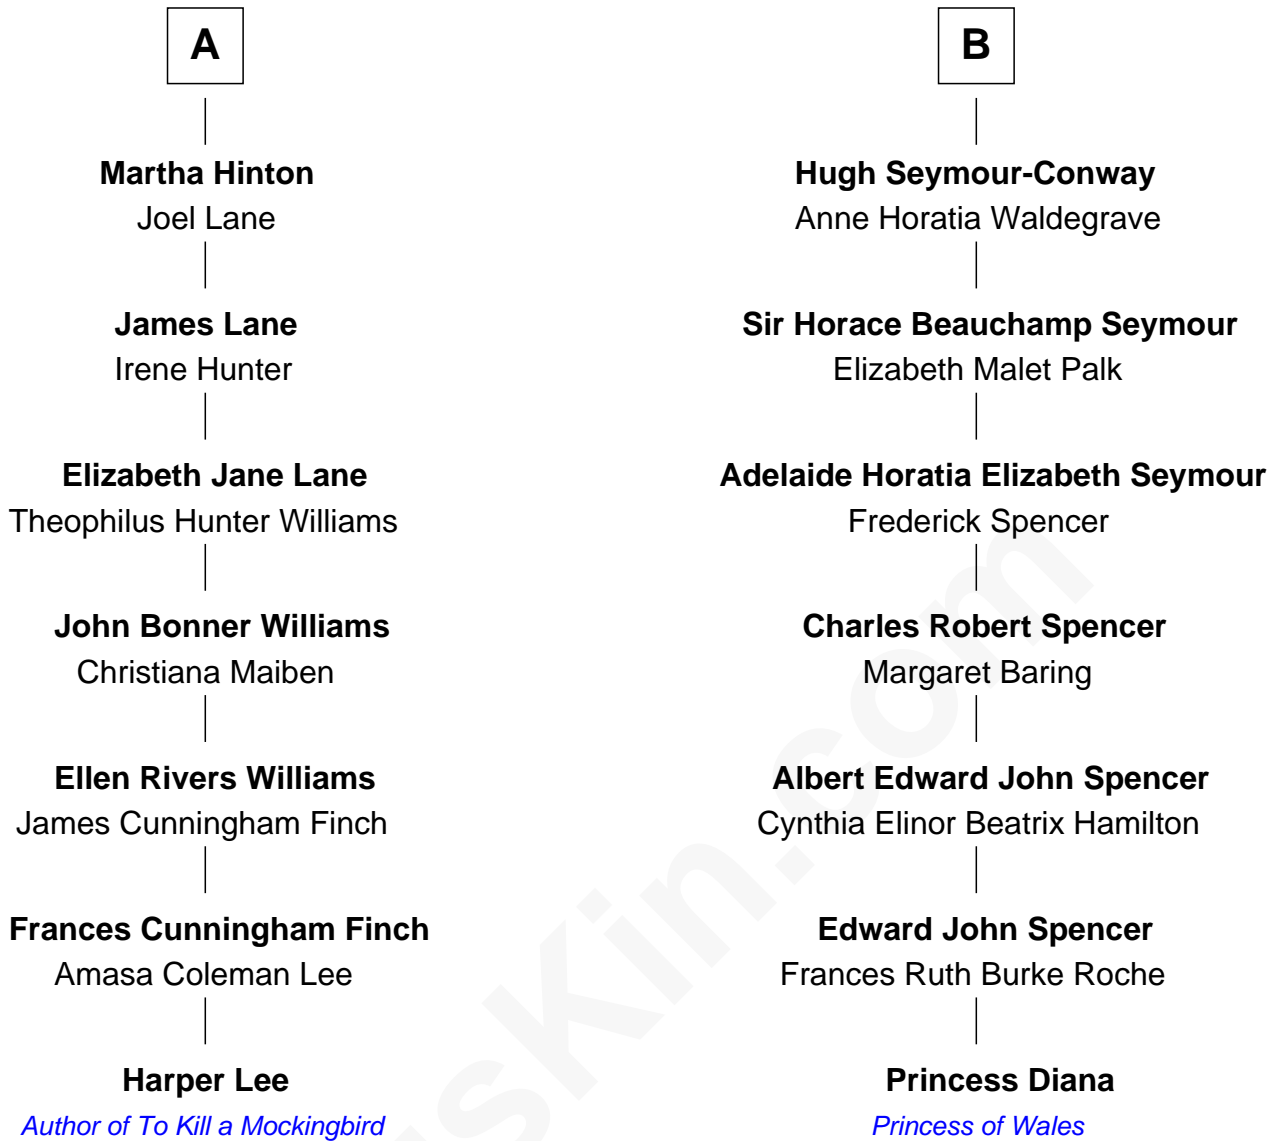 A
Martha Hinton
Joel Lane
James Lane
Irene Hunter
Elizabeth Jane Lane
Theophilus Hunter Williams
John Bonner Williams
Christiana Maiben
Ellen Rivers Williams
James Cunningham Finch
Frances Cunningham Finch
Amasa Coleman Lee
Harper Lee
Author of To Kill a Mockingbird
B
Hugh Seymour-Conway
Anne Horatia Waldegrave
Sir Horace Beauchamp Seymour
Elizabeth Malet Palk
Adelaide Horatia Elizabeth Seymour
Frederick Spencer
Charles Robert Spencer
Margaret Baring
Albert Edward John Spencer
Cynthia Elinor Beatrix Hamilton
Edward John Spencer
Frances Ruth Burke Roche
Princess Diana
Princess of Wales
sKin.com